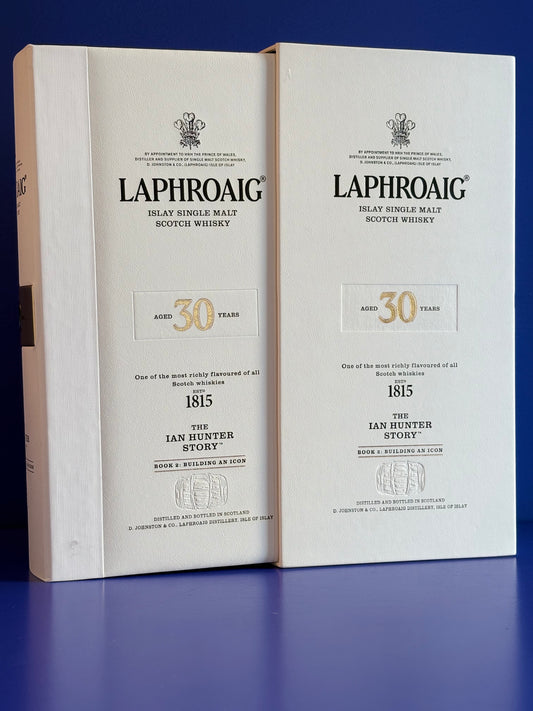 BY APPOINTMENT TO HRH THE PRINCE OF WALES,
DISTILLER AND SUPPLIER OF SINGLE MALT SCOTCH WHISKY,
D. JOHNSTON & CO., (LAPHROAIG) ISLE OF ISLAY
LAPHROAIG®
ISLAY SINGLE MALT
SCOTCH WHISKY
AGED 30 YEARS
One of the most richly flavoured of all
Scotch whiskies
ESTD
1815
THE
IAN HUNTER
STORY™
BOOK 2: BUILDING AN ICON
DISTILLED AND BOTTLED IN SCOTLAND
D. JOHNSTON & CO., LAPHROAIG DISTILLERY, ISLE OF ISLAY
BY APPOINTMENT TO HRH THE PRINCE OF WALES,
DISTILLER AND SUPPLIER OF SINGLE MALT SCOTCH WHISKY,
D. JOHNSTON & CO., (LAPHROAIG) ISLE OF ISLAY
LAPHROAIG®
ISLAY SINGLE MALT
SCOTCH WHISKY
AGED 30 YEARS
One of the most richly flavoured of all
Scotch whiskies
ESTD
1815
THE
IAN HUNTER
STORY™
BOOK 2: BUILDING AN ICON
DISTILLED AND BOTTLED IN SCOTLAND
D. JOHNSTON & CO., LAPHROAIG DISTILLERY, ISLE OF ISLAY